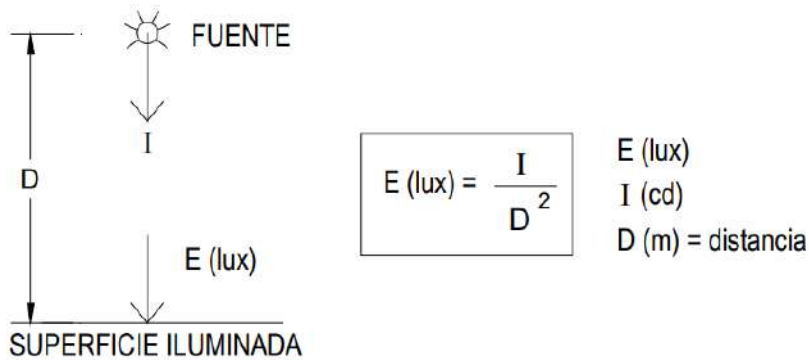 FUENTE
I
D
E (lux)
SUPERFICIE ILUMINADA
E (lux) = I / D²
E (lux)
I (cd)
D (m) = distancia